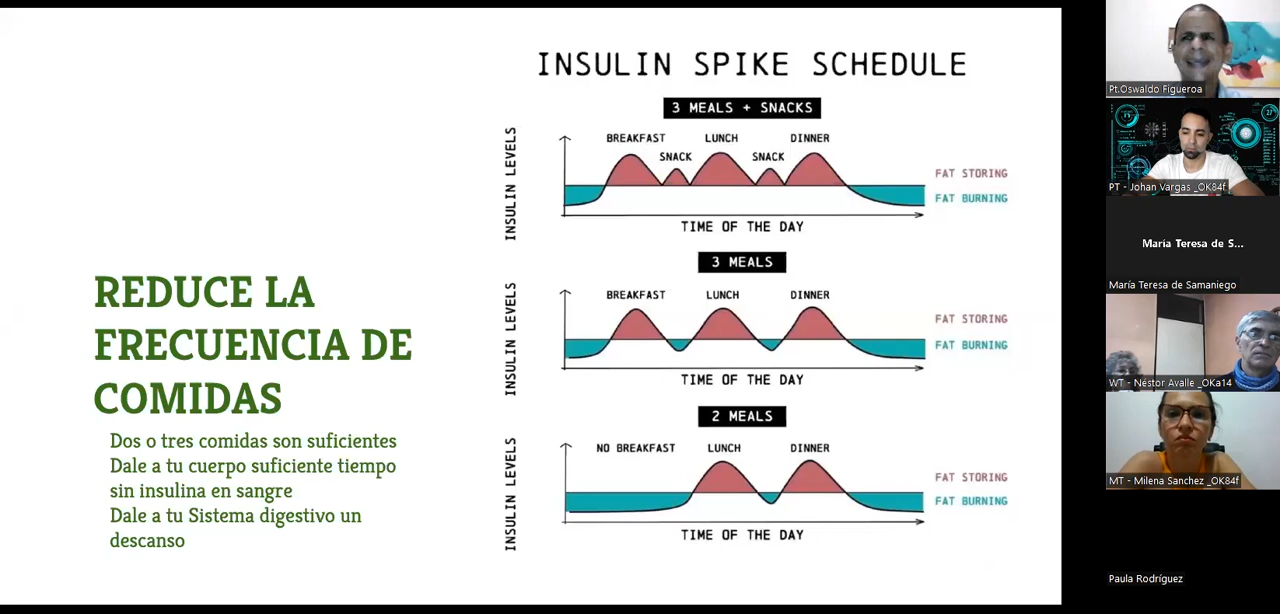 REDUCE LA
FRECUENCIA DE
COMIDAS
Dos o tres comidas son suficientes
Dale a tu cuerpo suficiente tiempo
sin insulina en sangre
Dale a tu Sistema digestivo un
descanso
INSULIN SPIKE SCHEDULE
3 MEALS + SNACKS
INSULIN LEVELS
BREAKFAST
SNACK
LUNCH
SNACK
DINNER
FAT STORING
FAT BURNING
TIME OF THE DAY
3 MEALS
INSULIN LEVELS
BREAKFAST
LUNCH
DINNER
FAT STORING
FAT BURNING
TIME OF THE DAY
2 MEALS
INSULIN LEVELS
NO BREAKFAST
LUNCH
DINNER
FAT STORING
FAT BURNING
TIME OF THE DAY
Pt.Oswaldo Figueroa
PT - Johan Vargas _OK84f
María Teresa de S...
María Teresa de Samaniego
WT - Néstor Avalle _OKa14
MT - Milena Sanchez _OK84f
Paula Rodríguez